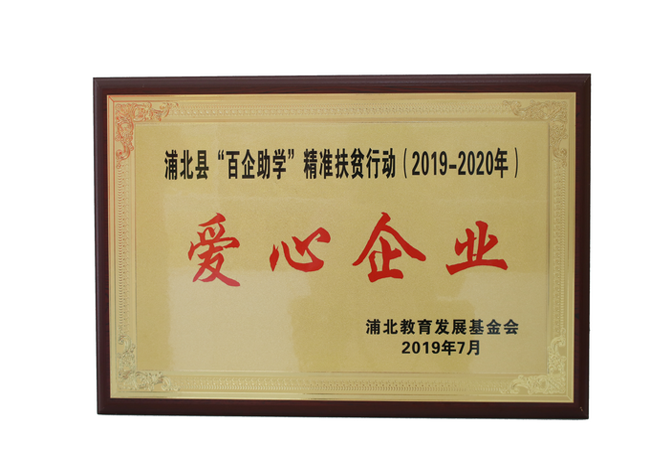 浦北县“百企助学”精准扶贫行动（2019-2020年）
爱心企业
浦北教育发展基金会
2019年7月